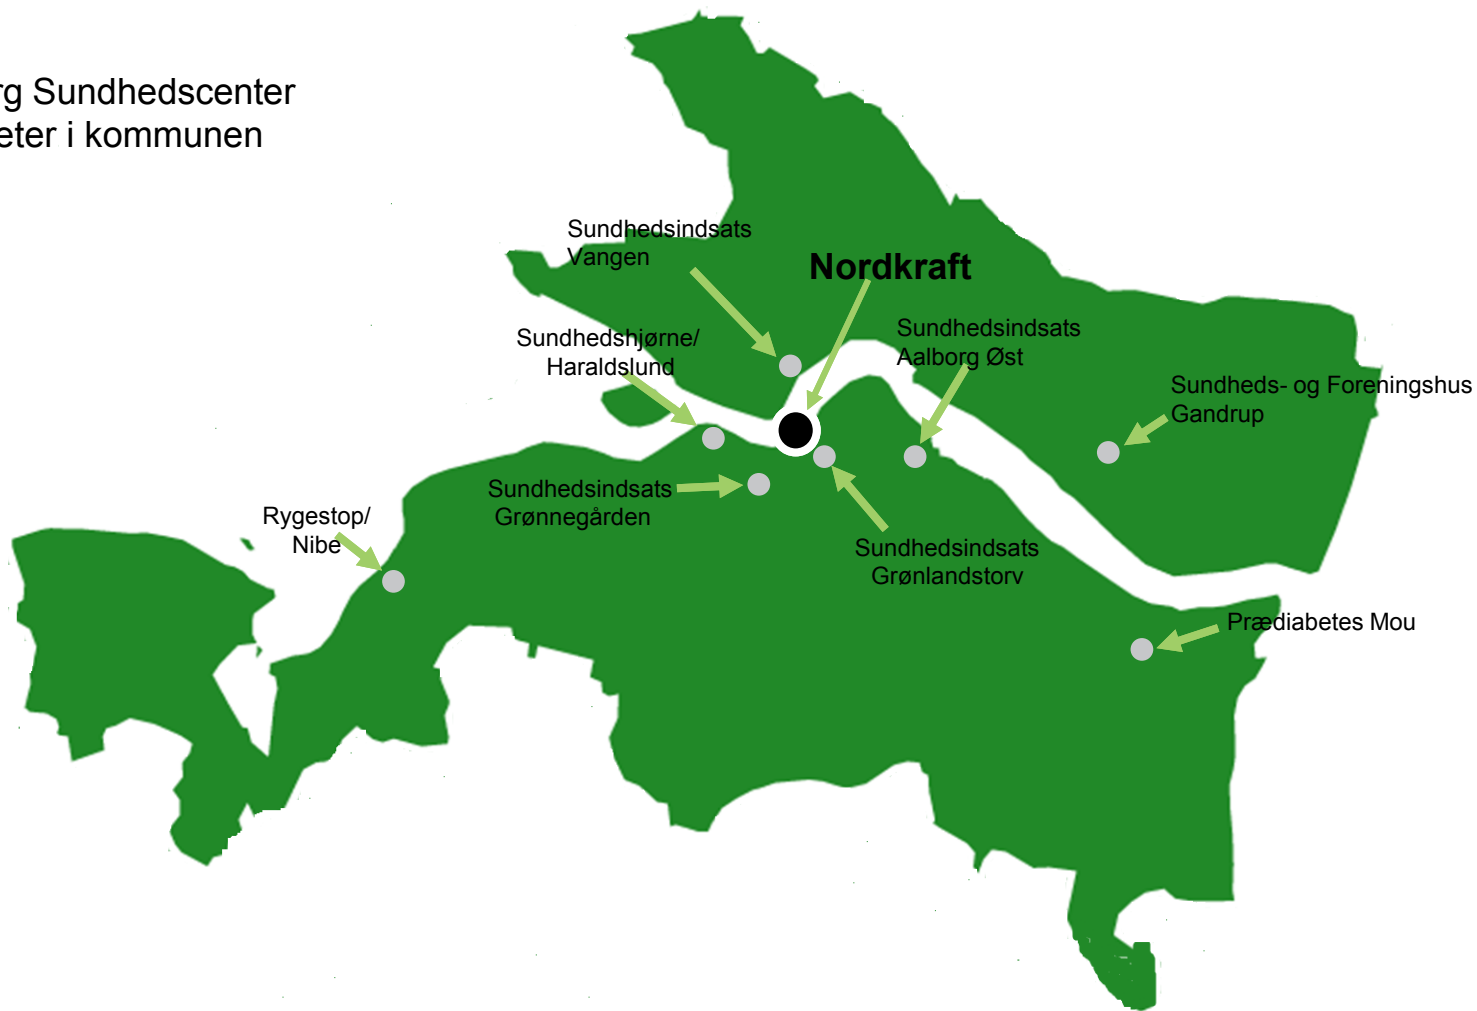 rg Sundhedscenter
eter i kommunen
Sundhedsindsats
Vangen
Nordkraft
Sundhedshjørne/
Haraldslund
Sundhedsindsats
Aalborg Øst
Sundheds- og Foreningshus
Gandrup
Sundhedsindsats
Grønnegården
Rygestop/
Nibe
Sundhedsindsats
Grønlandstorv
Prædiabetes Mou